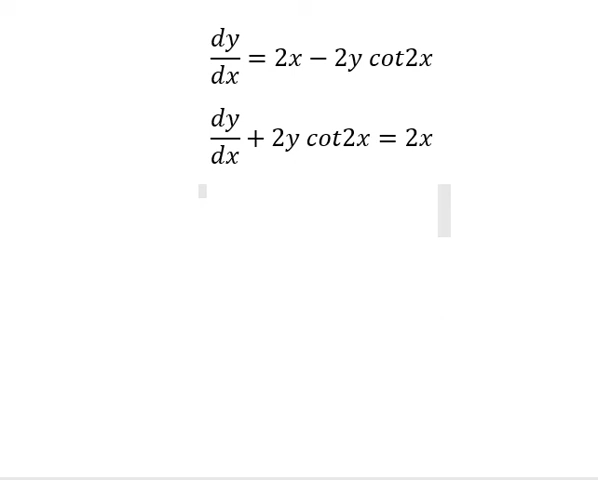 dy/dx = 2x − 2y cot2x
dy/dx + 2y cot2x = 2x